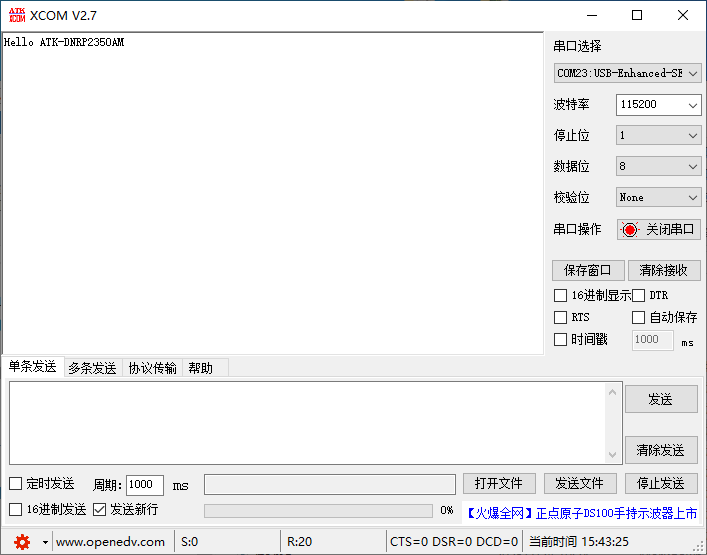 ATK XCOM XCOM V2.7
Hello ATK-DNRP2350AM
串口选择
COM23:USB-Enhanced-SE
波特率 115200
停止位 1
数据位 8
校验位 None
串口操作 关闭串口
保存窗口 清除接收
16进制显示 DTR
RTS 自动保存
时间戳 1000 ms
单条发送 多条发送 协议传输 帮助
发送
清除发送
定时发送 周期: 1000 ms 打开文件 发送文件 停止发送
16进制发送 发送新行 0% 【火爆全网】正点原子DS100手持示波器上市
www.openedv.com S:0 R:20 CTS=0 DSR=0 DCD=0 当前时间 15:43:25